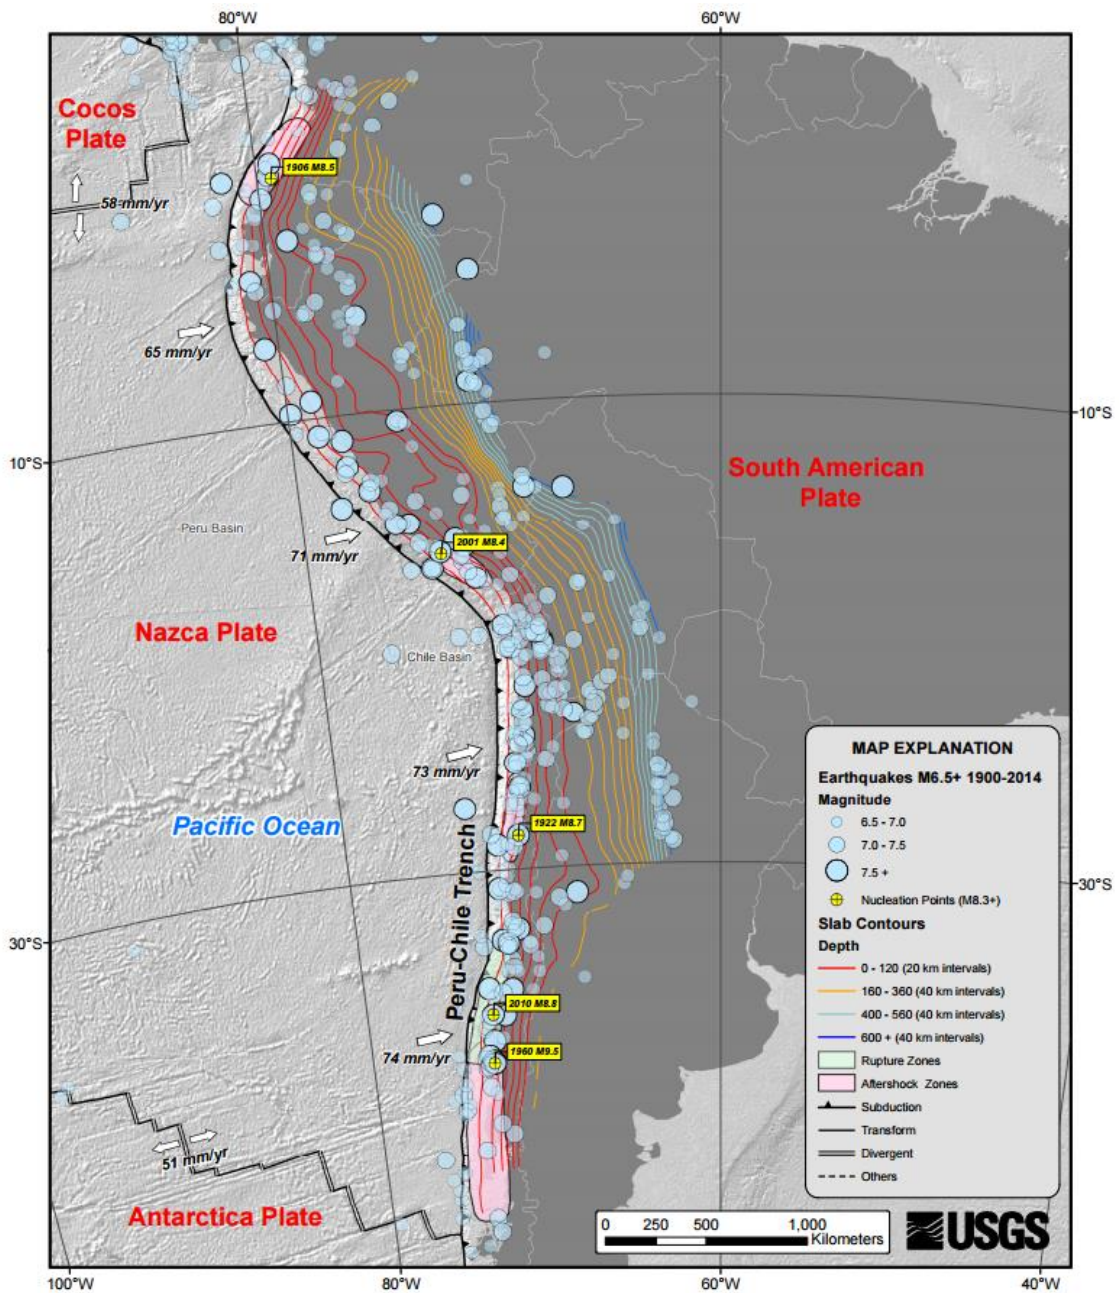 80°W
60°W
Cocos
Plate
1906 M8.5
58 mm/yr
65 mm/yr
10°S
10°S
South American
Plate
Peru Basin
2001 M8.4
71 mm/yr
Nazca Plate
Chile Basin
73 mm/yr
Pacific Ocean
1922 M8.7
Peru-Chile Trench
30°S
30°S
2010 M8.8
74 mm/yr
1960 M9.5
51 mm/yr
Antarctica Plate
MAP EXPLANATION
Earthquakes M6.5+ 1900-2014
Magnitude
6.5 - 7.0
7.0 - 7.5
7.5 +
Nucleation Points (M8.3+)
Slab Contours
Depth
0 - 120 (20 km intervals)
160 - 360 (40 km intervals)
400 - 560 (40 km intervals)
600 + (40 km intervals)
Rupture Zones
Aftershock Zones
Subduction
Transform
Divergent
Others
0 250 500 1,000
Kilometers
USGS
100°W
80°W
60°W
40°W